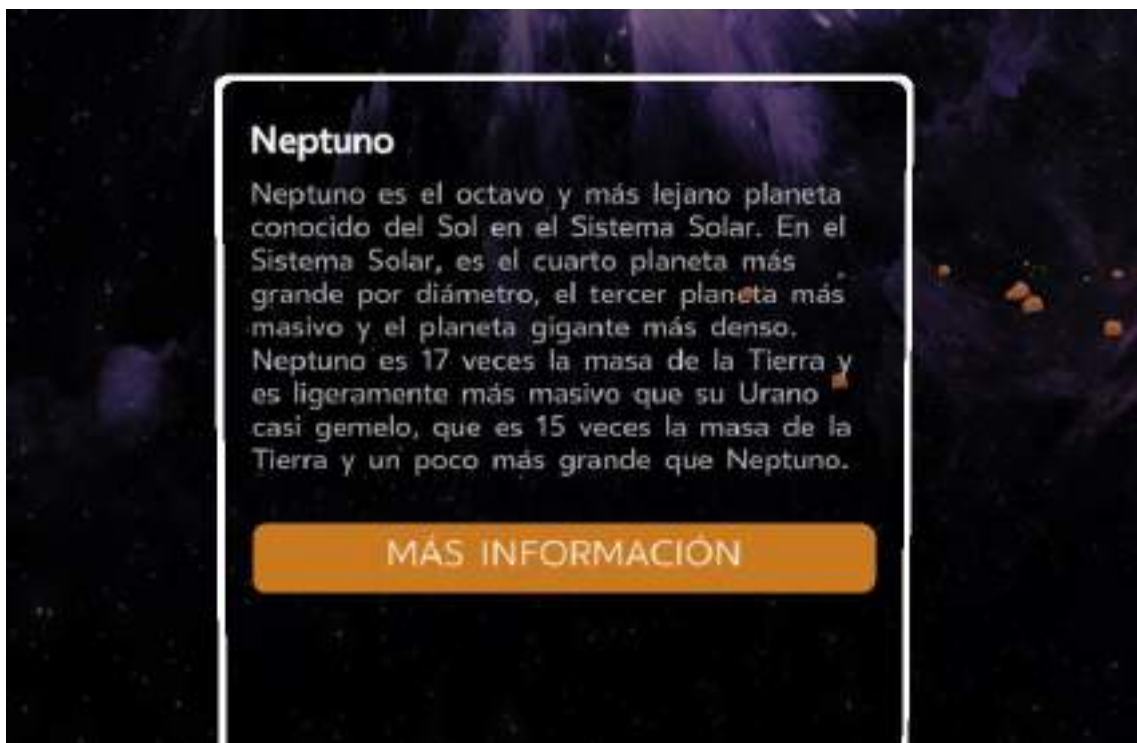 Neptuno
Neptuno es el octavo y más lejano planeta
conocido del Sol en el Sistema Solar. En el
Sistema Solar, es el cuarto planeta más
grande por diámetro, el tercer planeta más
masivo y el planeta gigante más denso.
Neptuno es 17 veces la masa de la Tierra y
es ligeramente más masivo que su Urano
casi gemelo, que es 15 veces la masa de la
Tierra y un poco más grande que Neptuno.
MÁS INFORMACIÓN